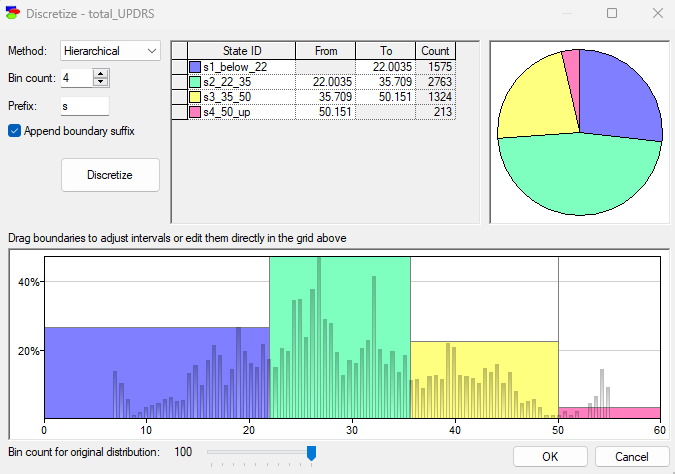 Discretize - total_UPDRS
Method: Hierarchical
Bin count: 4
Prefix: s
Append boundary suffix
Discretize
State ID From To Count
s1_below_22 22.0035 1575
s2_22_35 22.0035 35.709 2763
s3_35_50 35.709 50.151 1324
s4_50_up 50.151 213
Drag boundaries to adjust intervals or edit them directly in the grid above
40%
20%
0 10 20 30 40 50 60
Bin count for original distribution: 100
OK Cancel